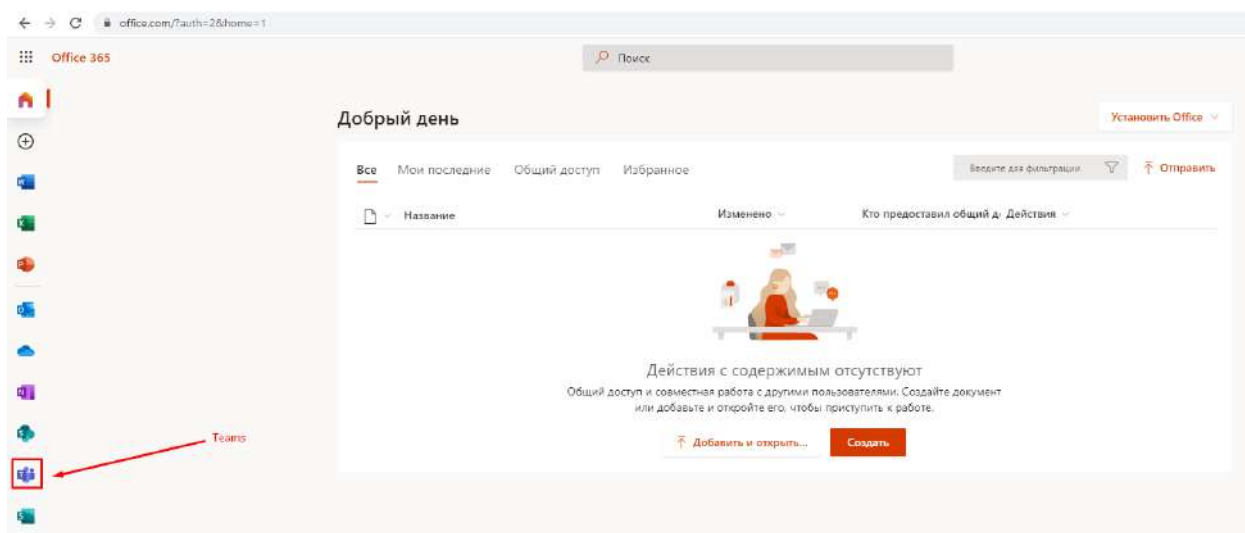 office.com/?auth=2&home=1
Office 365
Поиск
Добрый день
Установить Office
Все Мои последние Общий доступ Избранное
Введите для фильтрации
Отправить
Название Изменено Кто предоставил общий д Действия
Действия с содержимым отсутствуют
Общий доступ и совместная работа с другими пользователями. Создайте документ
или добавьте и откройте его, чтобы приступить к работе.
Добавить и открыть... Создать
Teams